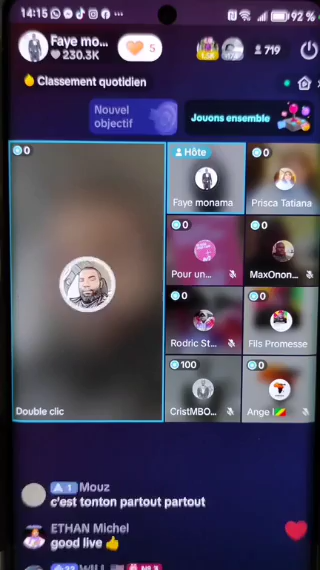 14:15
92 %
Faye mo...
230.3K
5
719
Classement quotidien
Nouvel
objectif
Jouons ensemble
0
Hôte
Faye monama
0
Prisca Tatiana
0
Pour un...
0
MaxOnon...
0
Rodric St...
Fils Promesse
100
CristMBO...
0
Ange
Double clic
1 Mouz
c'est tonton partout partout
ETHAN Michel
good live 👍